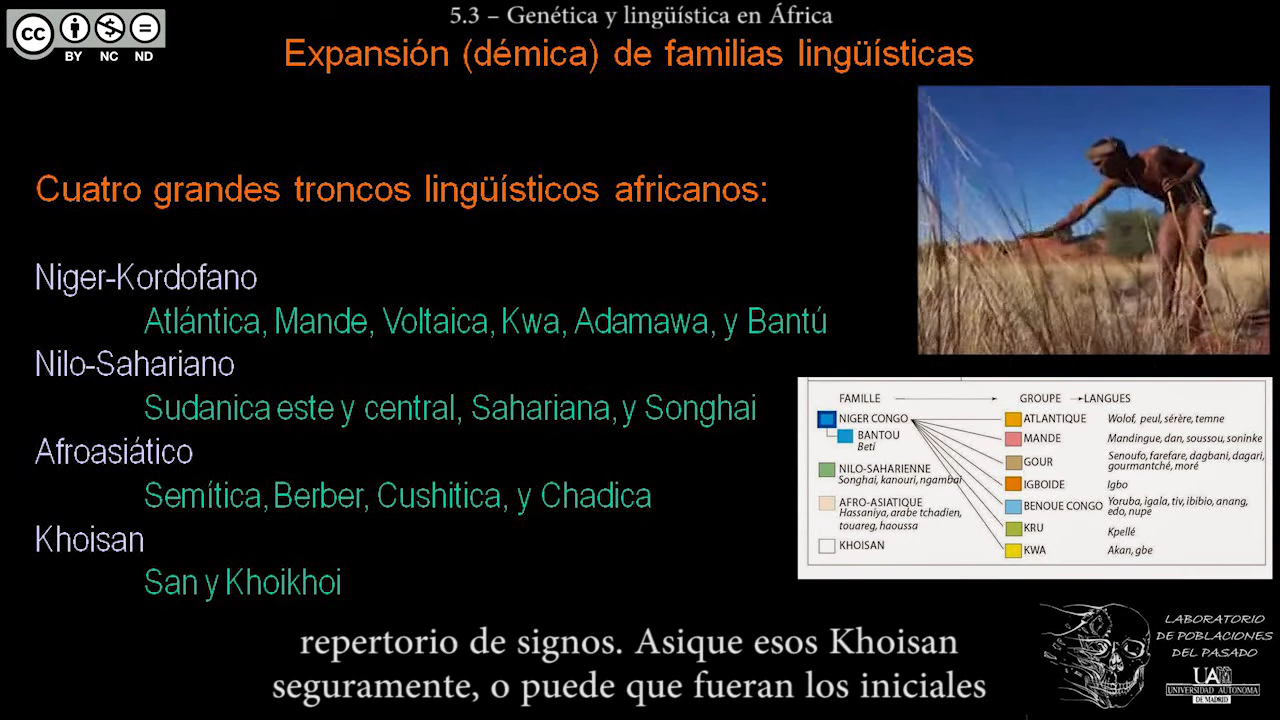 cc
BY NC ND
5.3 – Genética y lingüística en África
Expansión (démica) de familias lingüísticas
Cuatro grandes troncos lingüísticos africanos:
Niger-Kordofano
Atlántica, Mande, Voltaica, Kwa, Adamawa, y Bantú
Nilo-Sahariano
Sudanica este y central, Sahariana, y Songhai
Afroasiático
Semítica, Berber, Cushitica, y Chadica
Khoisan
San y Khoikhoi
FAMILLE GROUPE LANGUES
NIGER CONGO
BANTOU
Beti
NILO-SAHARIENNE
Songhai, kanouri, ngambai
AFRO-ASIATIQUE
Hassaniya, arabe tchadien,
touareg, haoussa
KHOISAN
ATLANTIQUE Wolof, peul, sérère, temne
MANDE Mandingue, dan, soussou, soninke
GOUR Senoufo, farefare, dagbani, dagari,
gourmantché, moré
IGBOIDE Igbo
BENOUE CONGO Yoruba, igala, tiv, ibibio, anang,
edo, nupe
KRU Kpellé
KWA Akan, gbe
repertorio de signos. Asique esos Khoisan
seguramente, o puede que fueran los iniciales
LABORATORIO
DE POBLACIONES
DEL PASADO
UAM
UNIVERSIDAD AUTONOMA
DE MADRID